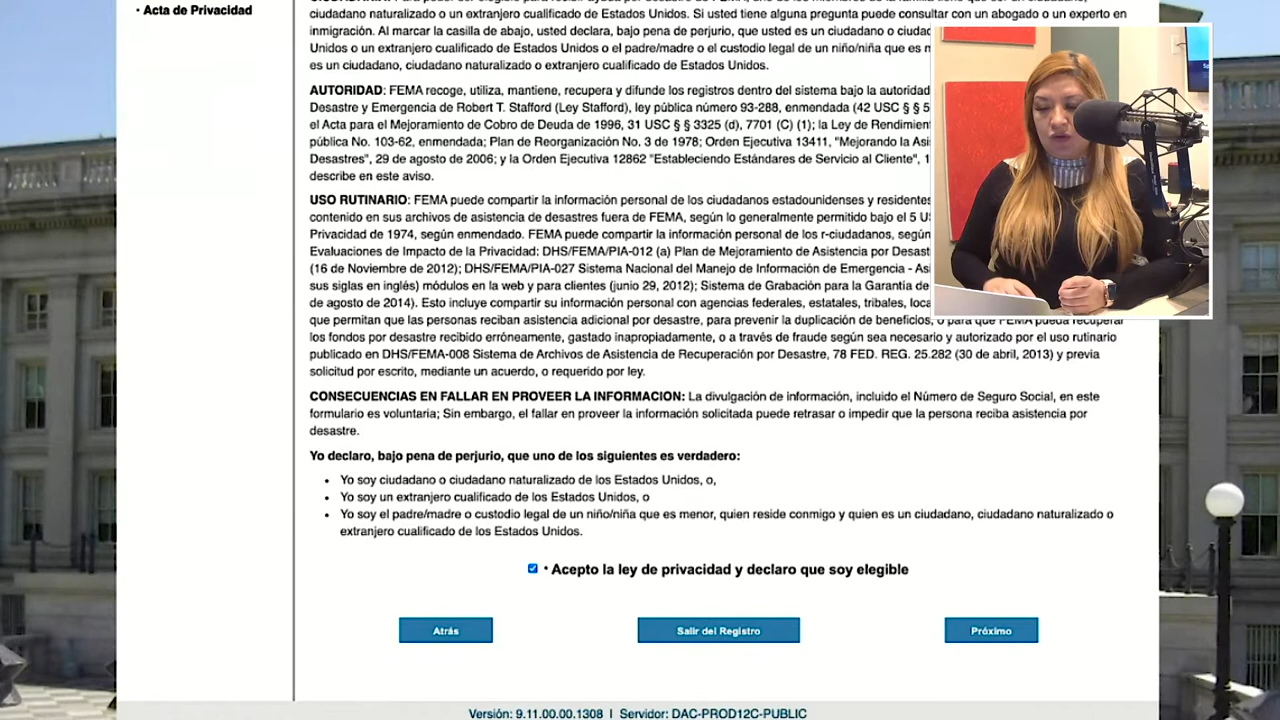 • Acta de Privacidad
ciudadano naturalizado o un extranjero cualificado de Estados Unidos. Si usted tiene alguna pregunta puede consultar con un abogado o un experto en
inmigración. Al marcar la casilla de abajo, usted declara, bajo pena de perjurio, que usted es un ciudadano o ciudad
Unidos o un extranjero cualificado de Estados Unidos o el padre/madre o el custodio legal de un niño/niña que es
es un ciudadano, ciudadano naturalizado o extranjero cualificado de Estados Unidos.
AUTORIDAD: FEMA recoge, utiliza, mantiene, recupera y difunde los registros dentro del sistema bajo la autoridad
Desastre y Emergencia de Robert T. Stafford (Ley Stafford), ley pública número 93-288, enmendada (42 USC § § 5
el Acta para el Mejoramiento de Cobro de Deuda de 1996, 31 USC § § 3325 (d), 7701 (C) (1); la Ley de Rendimien
pública No. 103-62, enmendada; Plan de Reorganización No. 3 de 1978; Orden Ejecutiva 13411, "Mejorando la Asi
Desastres", 29 de agosto de 2006; y la Orden Ejecutiva 12862 "Estableciendo Estándares de Servicio al Cliente", 1
describe en este aviso.
USO RUTINARIO: FEMA puede compartir la información personal de los ciudadanos estadounidenses y residentes
contenido en sus archivos de asistencia de desastres fuera de FEMA, según lo generalmente permitido bajo el 5 U
Privacidad de 1974, según enmendado. FEMA puede compartir la información personal de los r-ciudadanos, según
Evaluaciones de Impacto de la Privacidad: DHS/FEMA/PIA-012 (a) Plan de Mejoramiento de Asistencia por Desast
(16 de Noviembre de 2012); DHS/FEMA/PIA-027 Sistema Nacional del Manejo de Información de Emergencia - Asi
sus siglas en inglés) módulos en la web y para clientes (junio 29, 2012); Sistema de Grabación para la Garantía de
de agosto de 2014). Esto incluye compartir su información personal con agencias federales, estatales, tribales, loca
que permitan que las personas reciban asistencia adicional por desastre, para prevenir la duplicación de beneficios, o para que FEMA pueda recuperar
los fondos por desastre recibido erróneamente, gastado inapropiadamente, o a través de fraude según sea necesario y autorizado por el uso rutinario
publicado en DHS/FEMA-008 Sistema de Archivos de Asistencia de Recuperación por Desastre, 78 FED. REG. 25.282 (30 de abril, 2013) y previa
solicitud por escrito, mediante un acuerdo, o requerido por ley.
CONSECUENCIAS EN FALLAR EN PROVEER LA INFORMACION: La divulgación de información, incluido el Número de Seguro Social, en este
formulario es voluntaria; Sin embargo, el fallar en proveer la información solicitada puede retrasar o impedir que la persona reciba asistencia por
desastre.
Yo declaro, bajo pena de perjurio, que uno de los siguientes es verdadero:
• Yo soy ciudadano o ciudadano naturalizado de los Estados Unidos, o,
• Yo soy un extranjero cualificado de los Estados Unidos, o
• Yo soy el padre/madre o custodio legal de un niño/niña que es menor, quien reside conmigo y quien es un ciudadano, ciudadano naturalizado o
extranjero cualificado de los Estados Unidos.
* Acepto la ley de privacidad y declaro que soy elegible
Atrás
Salir del Registro
Próximo
Versión: 9.11.00.00.1308 | Servidor: DAC-PROD12C-PUBLIC